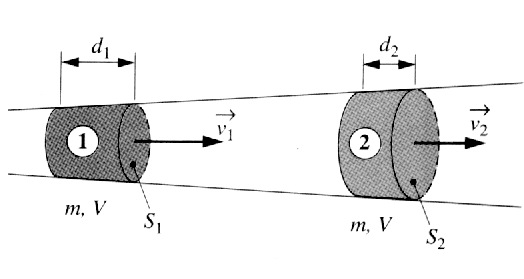 d₁
d₂
1
v₁
2
v₂
m, V
S₁
m, V
S₂